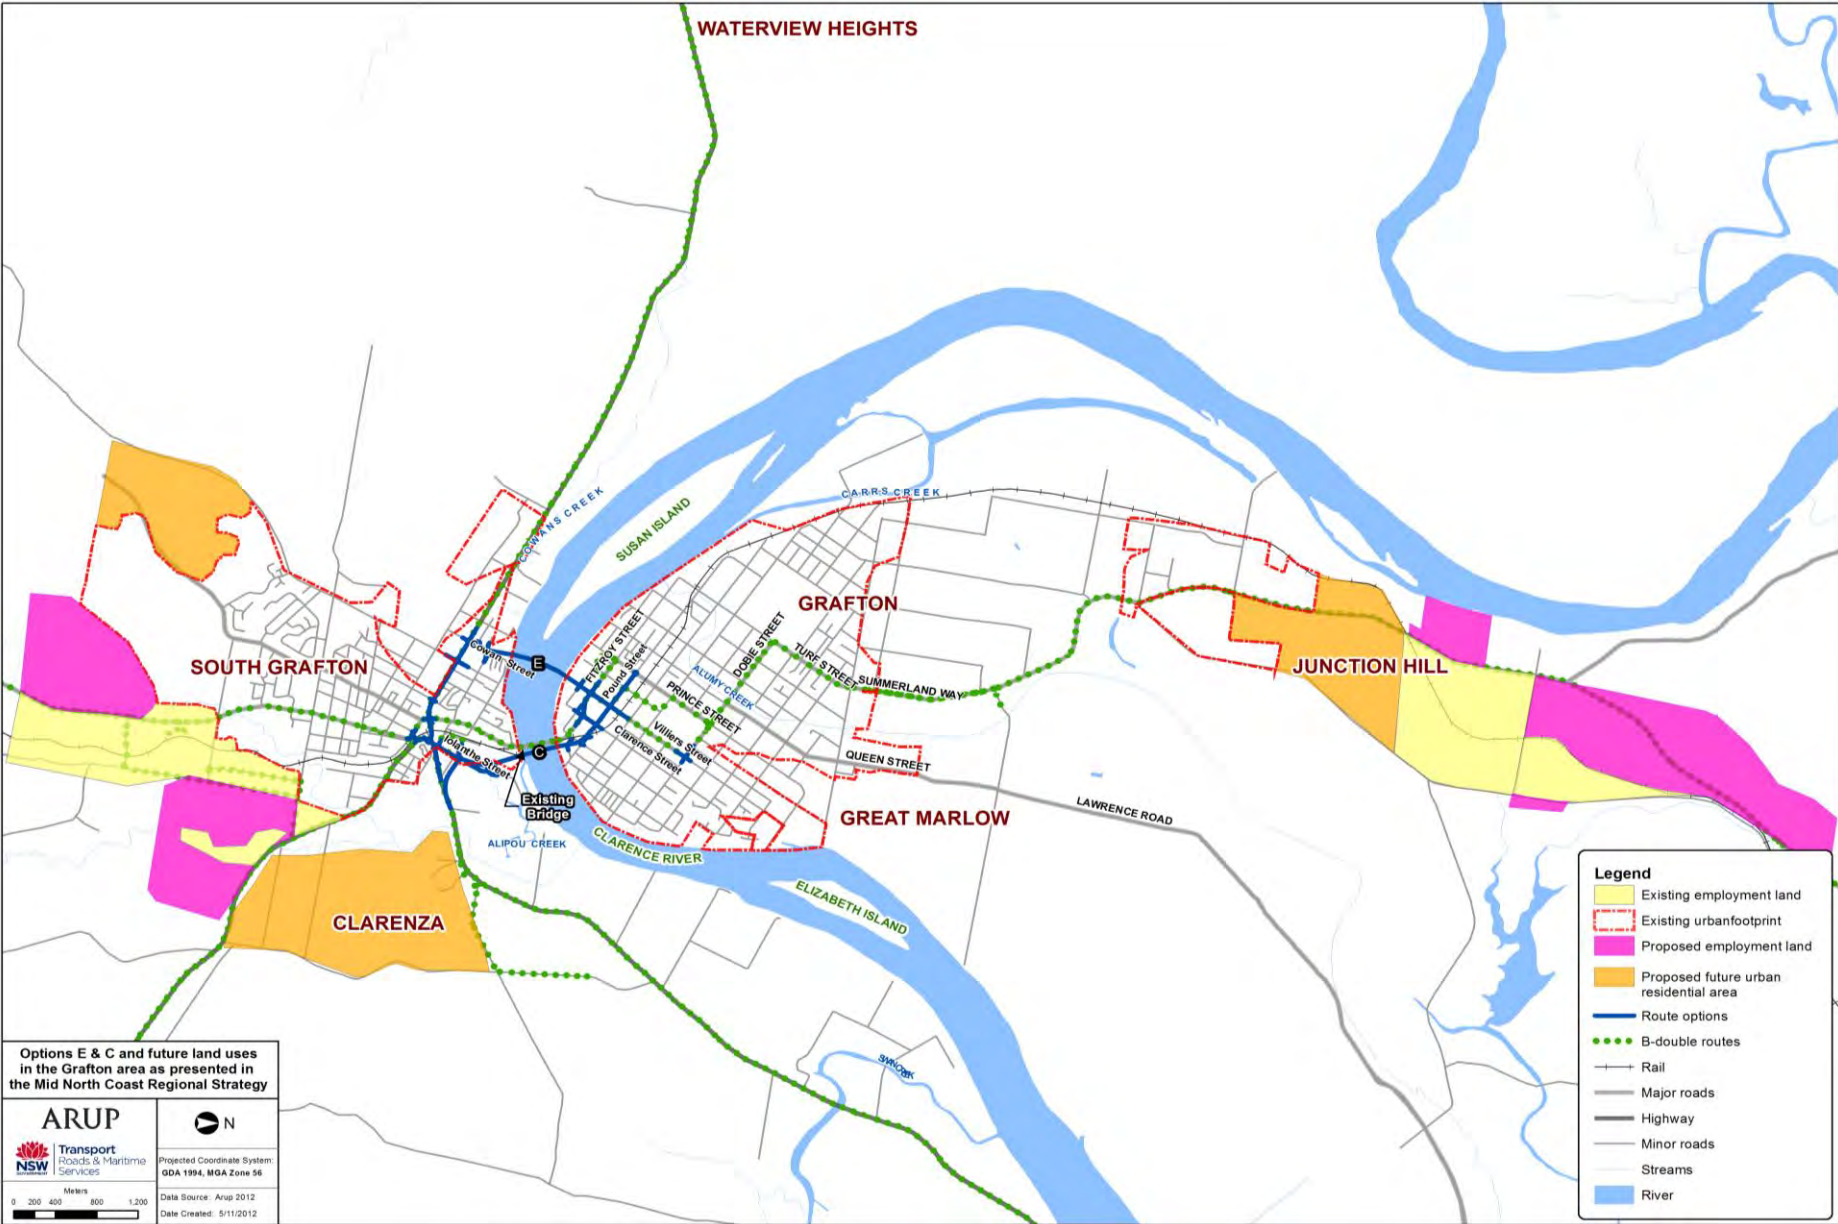 WATERVIEW HEIGHTS
COWANS CREEK
SUSAN ISLAND
CARRS CREEK
GRAFTON
SOUTH GRAFTON
Cowan Street
E
FITZROY STREET
Pound Street
DOBIE STREET
TURF STREET
SUMMERLAND WAY
ALUMY CREEK
PRINCE STREET
Villiers Street
Clarence Street
QUEEN STREET
JUNCTION HILL
Iolanthe Street
C
Existing
Bridge
GREAT MARLOW
LAWRENCE ROAD
ALIPOU CREEK
CLARENCE RIVER
ELIZABETH ISLAND
CLARENZA
Legend
Existing employment land
Existing urbanfootprint
Proposed employment land
Proposed future urban
residential area
Route options
B-double routes
Rail
Major roads
Highway
Minor roads
Streams
River
Options E & C and future land uses
in the Grafton area as presented in
the Mid North Coast Regional Strategy
ARUP
N
NSW
GOVERNMENT
Transport
Roads & Maritime
Services
Projected Coordinate System:
GDA 1994, MGA Zone 56
Meters
0 200 400 800 1,200
Data Source: Arup 2012
Date Created: 5/11/2012